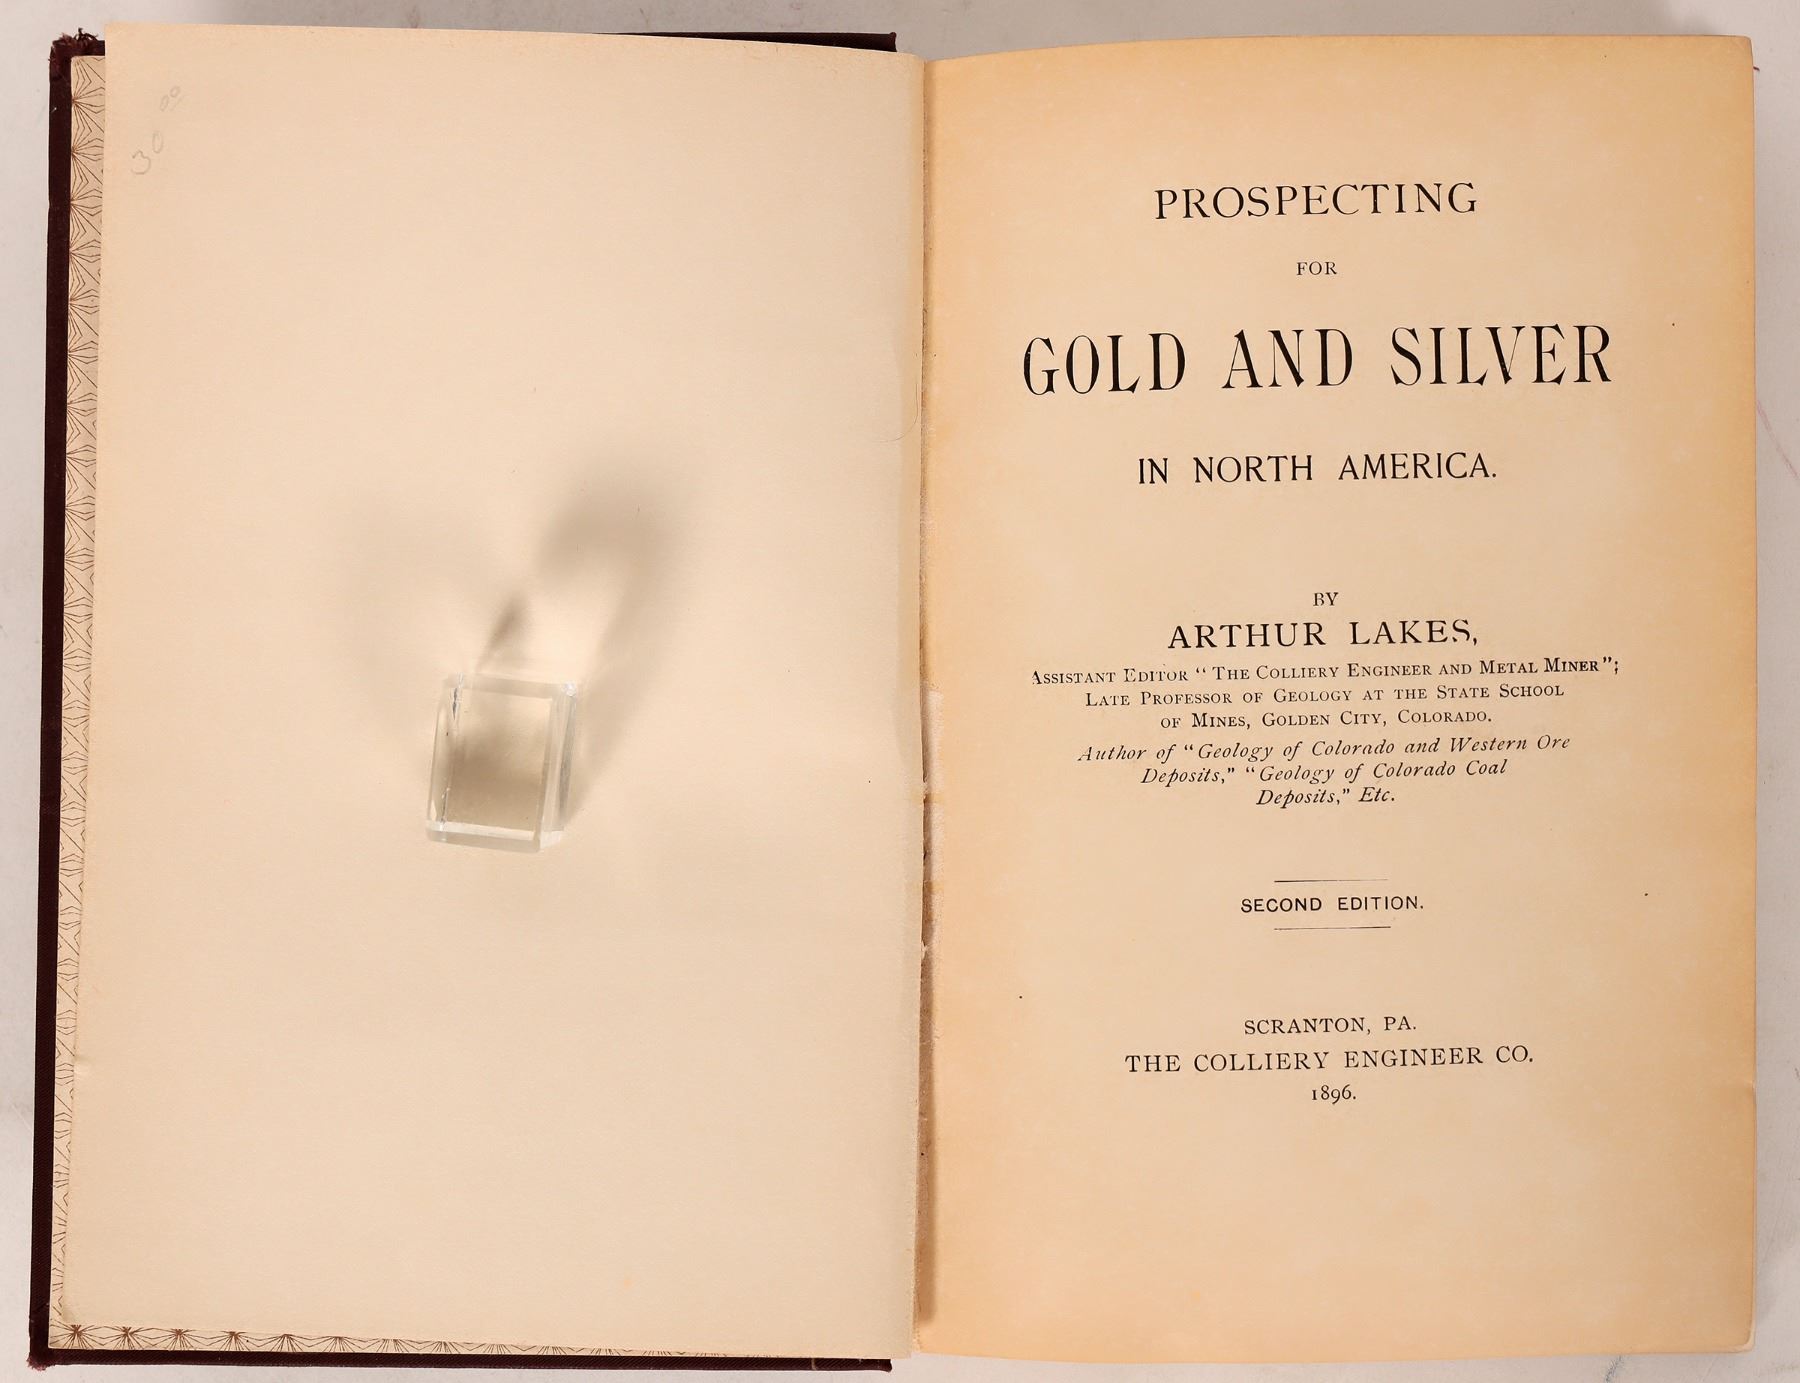 30 00
PROSPECTING
FOR
GOLD AND SILVER
IN NORTH AMERICA.
BY
ARTHUR LAKES,
ASSISTANT EDITOR “ THE COLLIERY ENGINEER AND METAL MINER”;
LATE PROFESSOR OF GEOLOGY AT THE STATE SCHOOL
OF MINES, GOLDEN CITY, COLORADO.
Author of “Geology of Colorado and Western Ore
Deposits,” “Geology of Colorado Coal
Deposits,” Etc.
SECOND EDITION.
SCRANTON, PA.
THE COLLIERY ENGINEER CO.
1896.